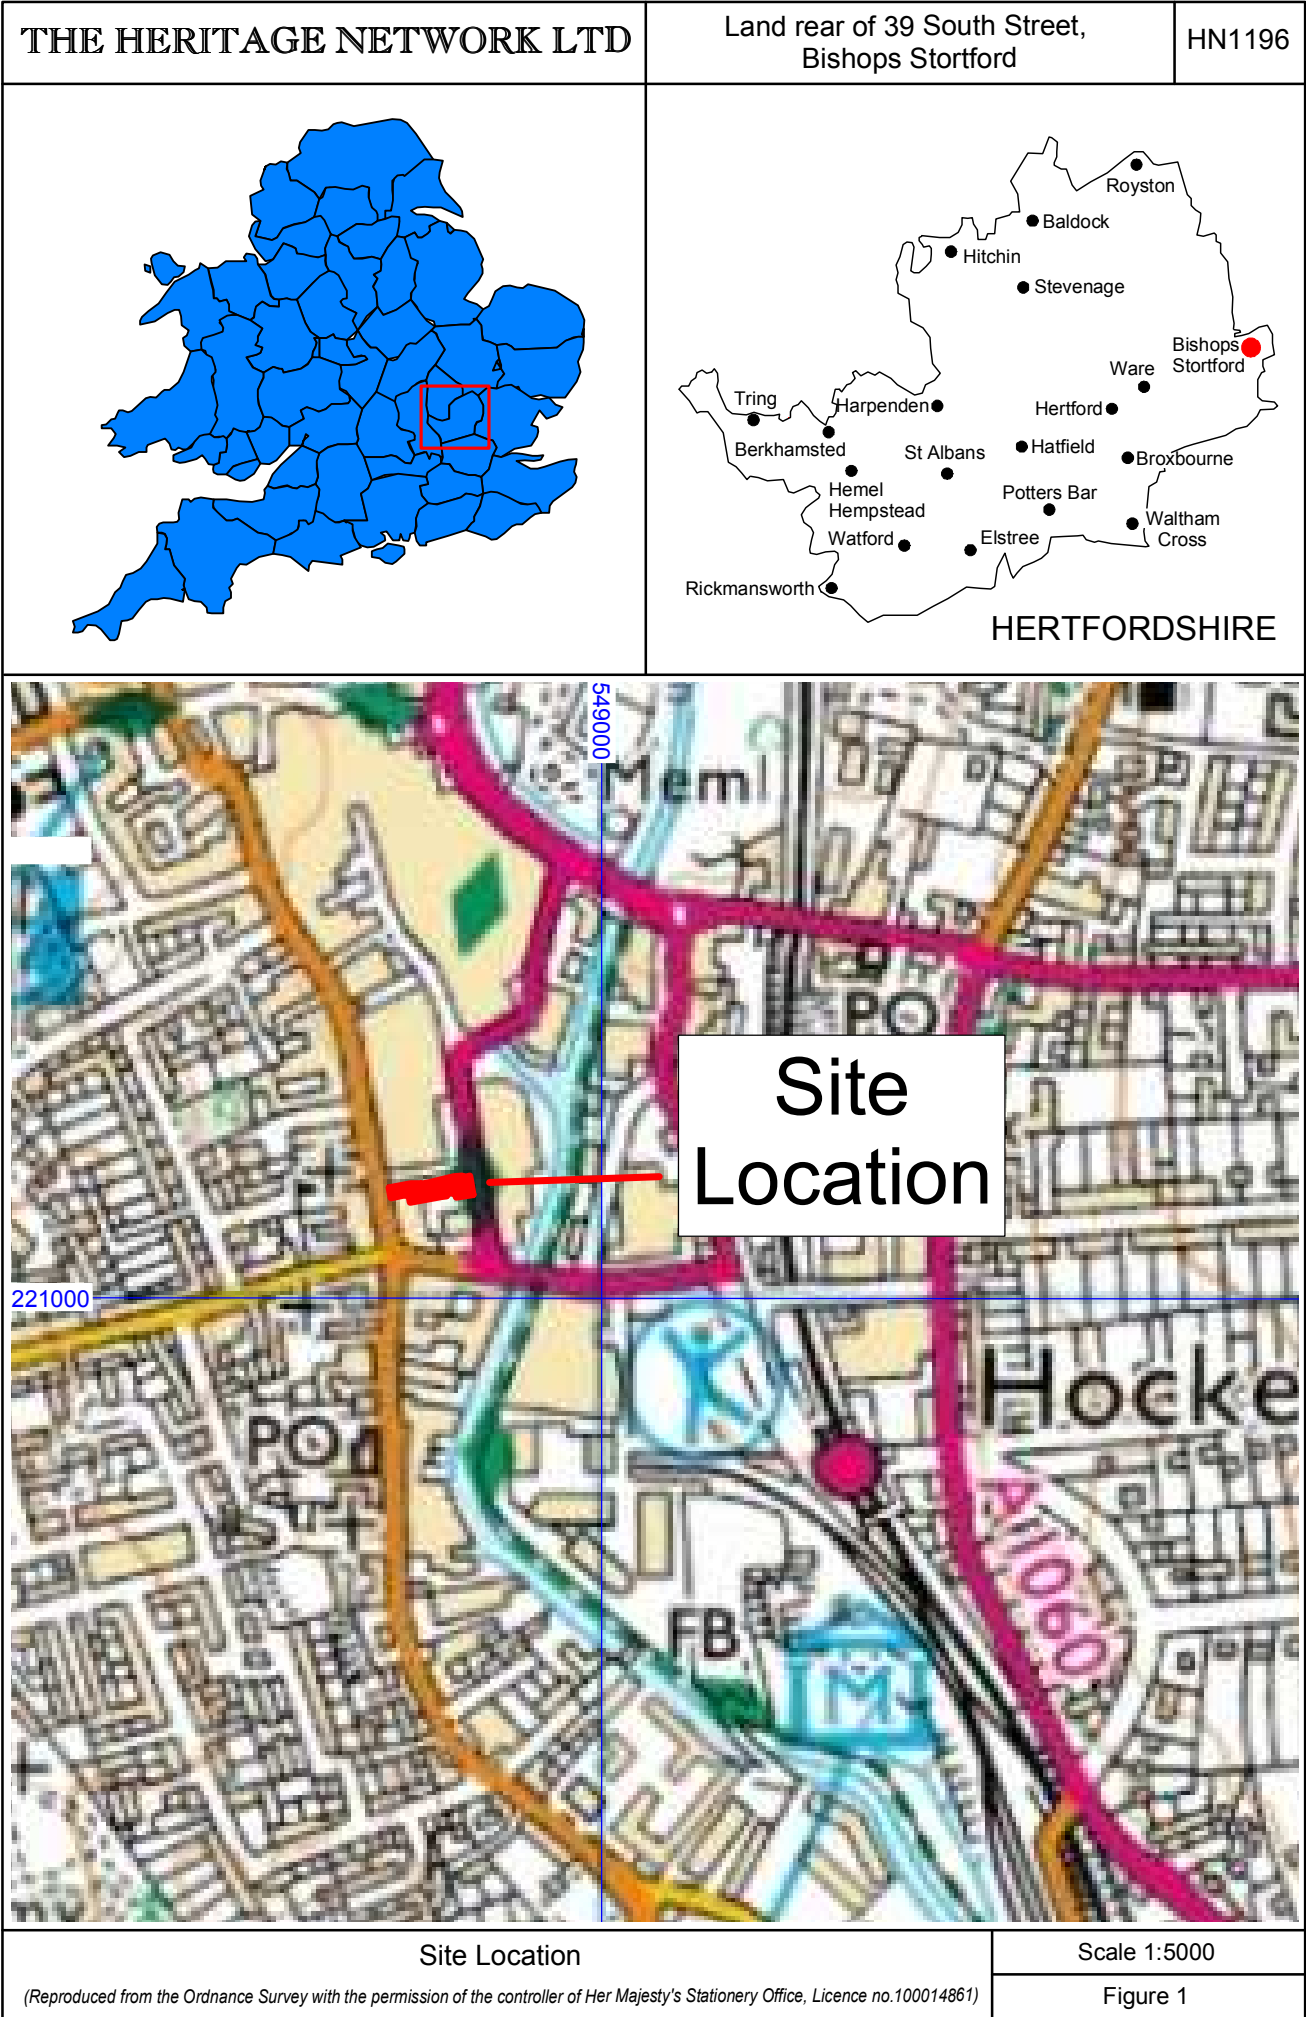 THE HERITAGE NETWORK LTD
Land rear of 39 South Street,
Bishops Stortford
HN1196
Royston
Baldock
Hitchin
Stevenage
Bishops
Stortford
Ware
Tring
Harpenden
Hertford
Berkhamsted
St Albans
Hatfield
Broxbourne
Hemel
Hempstead
Potters Bar
Waltham
Cross
Watford
Elstree
Rickmansworth
HERTFORDSHIRE
549000
Meml
PO
Site
Location
221000
Hocke
PO
A1060
FB
M
Site Location
(Reproduced from the Ordnance Survey with the permission of the controller of Her Majesty's Stationery Office, Licence no.100014861)
Scale 1:5000
Figure 1